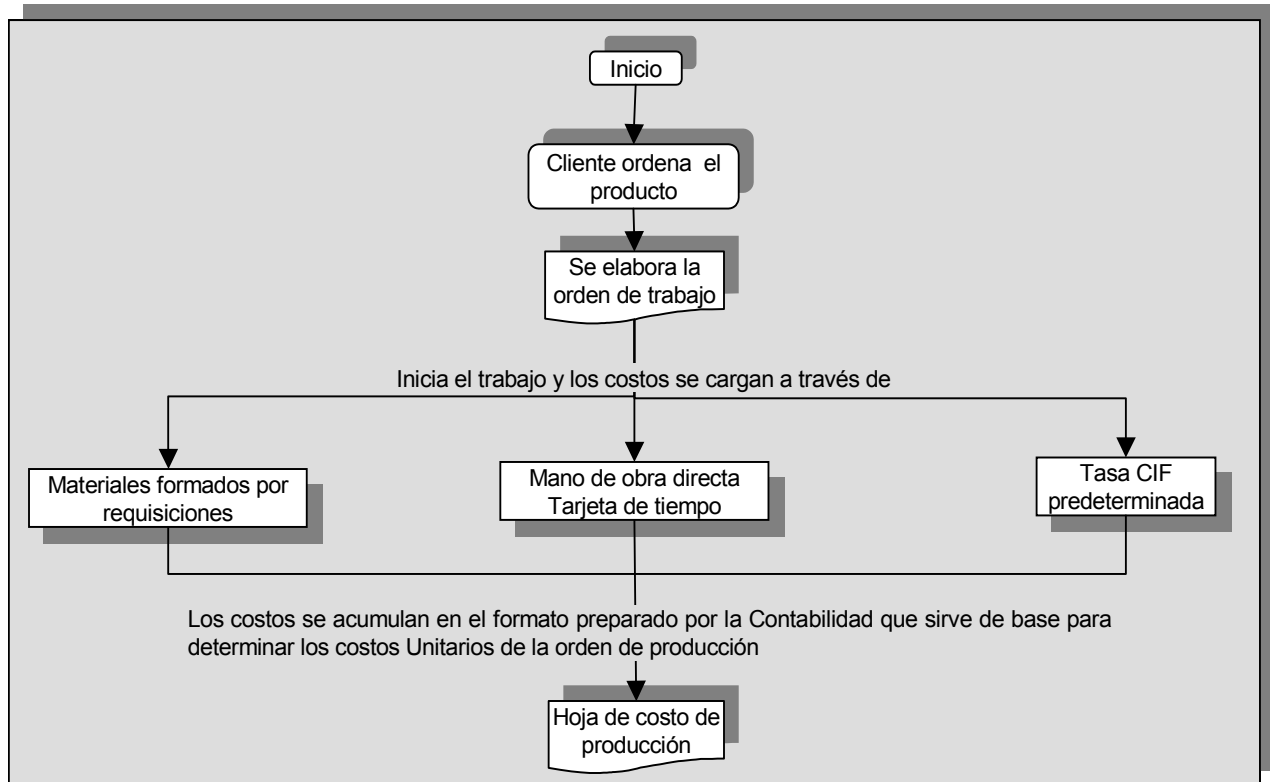 Inicio
Cliente ordena el
producto
Se elabora la
orden de trabajo
Inicia el trabajo y los costos se cargan a través de
Materiales formados por
requisiciones
Mano de obra directa
Tarjeta de tiempo
Tasa CIF
predeterminada
Los costos se acumulan en el formato preparado por la Contabilidad que sirve de base para
determinar los costos Unitarios de la orden de producción
Hoja de costo de
producción